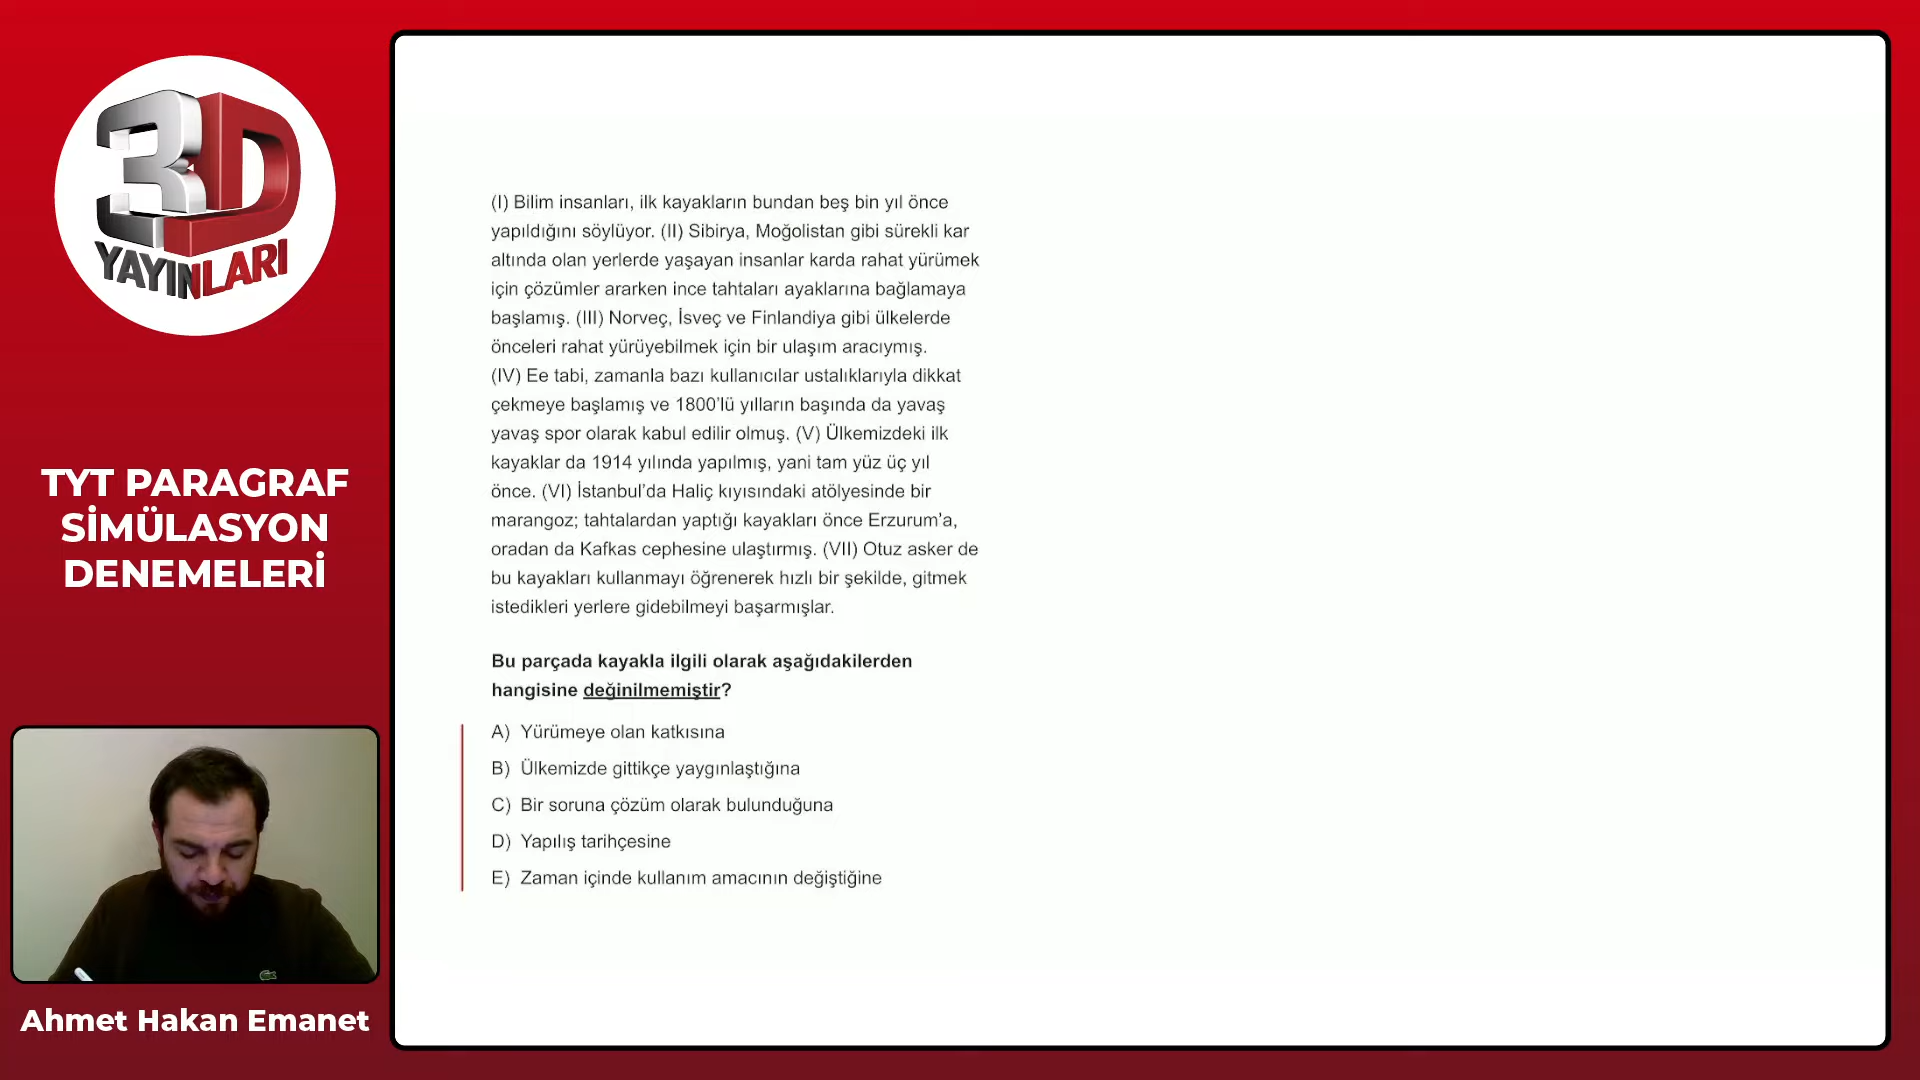 3D
YAYINLARI
TYT PARAGRAF
SİMÜLASYON
DENEMELERİ
Ahmet Hakan Emanet
(I) Bilim insanları, ilk kayakların bundan beş bin yıl önce
yapıldığını söylüyor. (II) Sibirya, Moğolistan gibi sürekli kar
altında olan yerlerde yaşayan insanlar karda rahat yürümek
için çözümler ararken ince tahtaları ayaklarına bağlamaya
başlamış. (III) Norveç, İsveç ve Finlandiya gibi ülkelerde
önceleri rahat yürüyebilmek için bir ulaşım aracıymış.
(IV) Ee tabi, zamanla bazı kullanıcılar ustalıklarıyla dikkat
çekmeye başlamış ve 1800’lü yılların başında da yavaş
yavaş spor olarak kabul edilir olmuş. (V) Ülkemizdeki ilk
kayaklar da 1914 yılında yapılmış, yani tam yüz üç yıl
önce. (VI) İstanbul’da Haliç kıyısındaki atölyesinde bir
marangoz; tahtalardan yaptığı kayakları önce Erzurum’a,
oradan da Kafkas cephesine ulaştırmış. (VII) Otuz asker de
bu kayakları kullanmayı öğrenerek hızlı bir şekilde, gitmek
istedikleri yerlere gidebilmeyi başarmışlar.
Bu parçada kayakla ilgili olarak aşağıdakilerden
hangisine değinilmemiştir?
A) Yürümeye olan katkısına
B) Ülkemizde gittikçe yaygınlaştığına
C) Bir soruna çözüm olarak bulunduğuna
D) Yapılış tarihçesine
E) Zaman içinde kullanım amacının değiştiğine